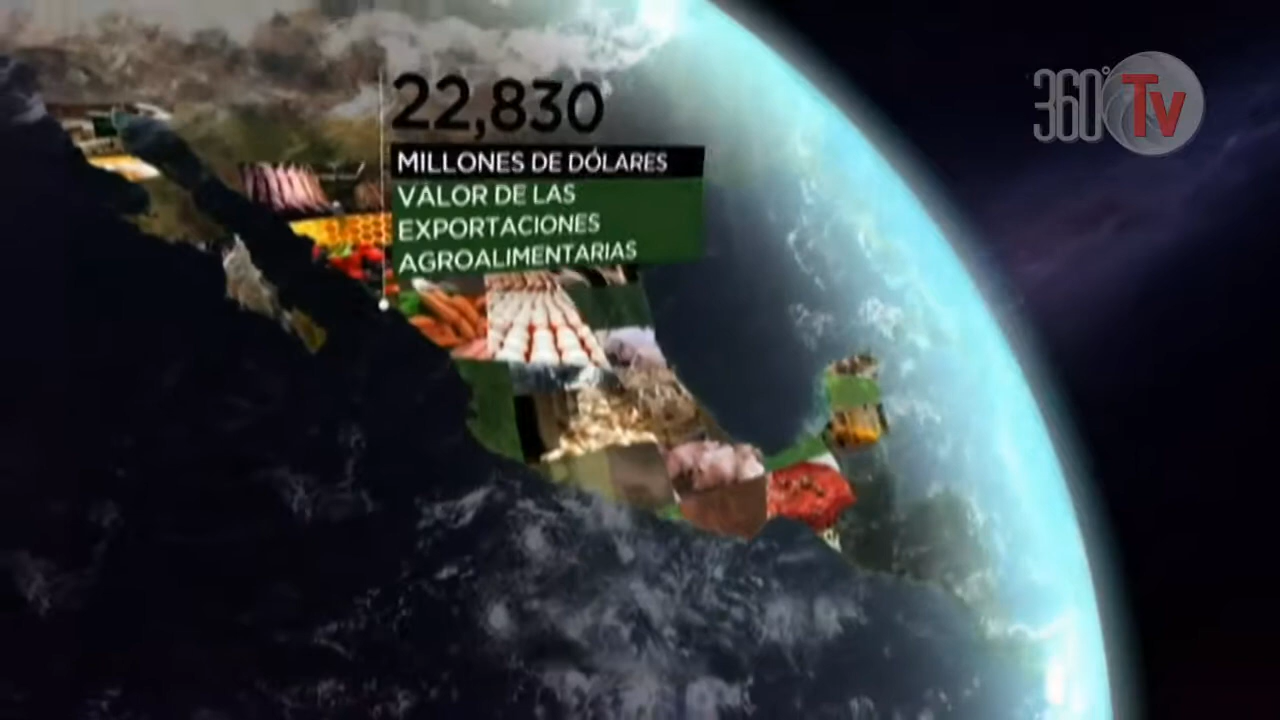 360° Tv
22,830
MILLONES DE DÓLARES
VALOR DE LAS
EXPORTACIONES
AGROALIMENTARIAS